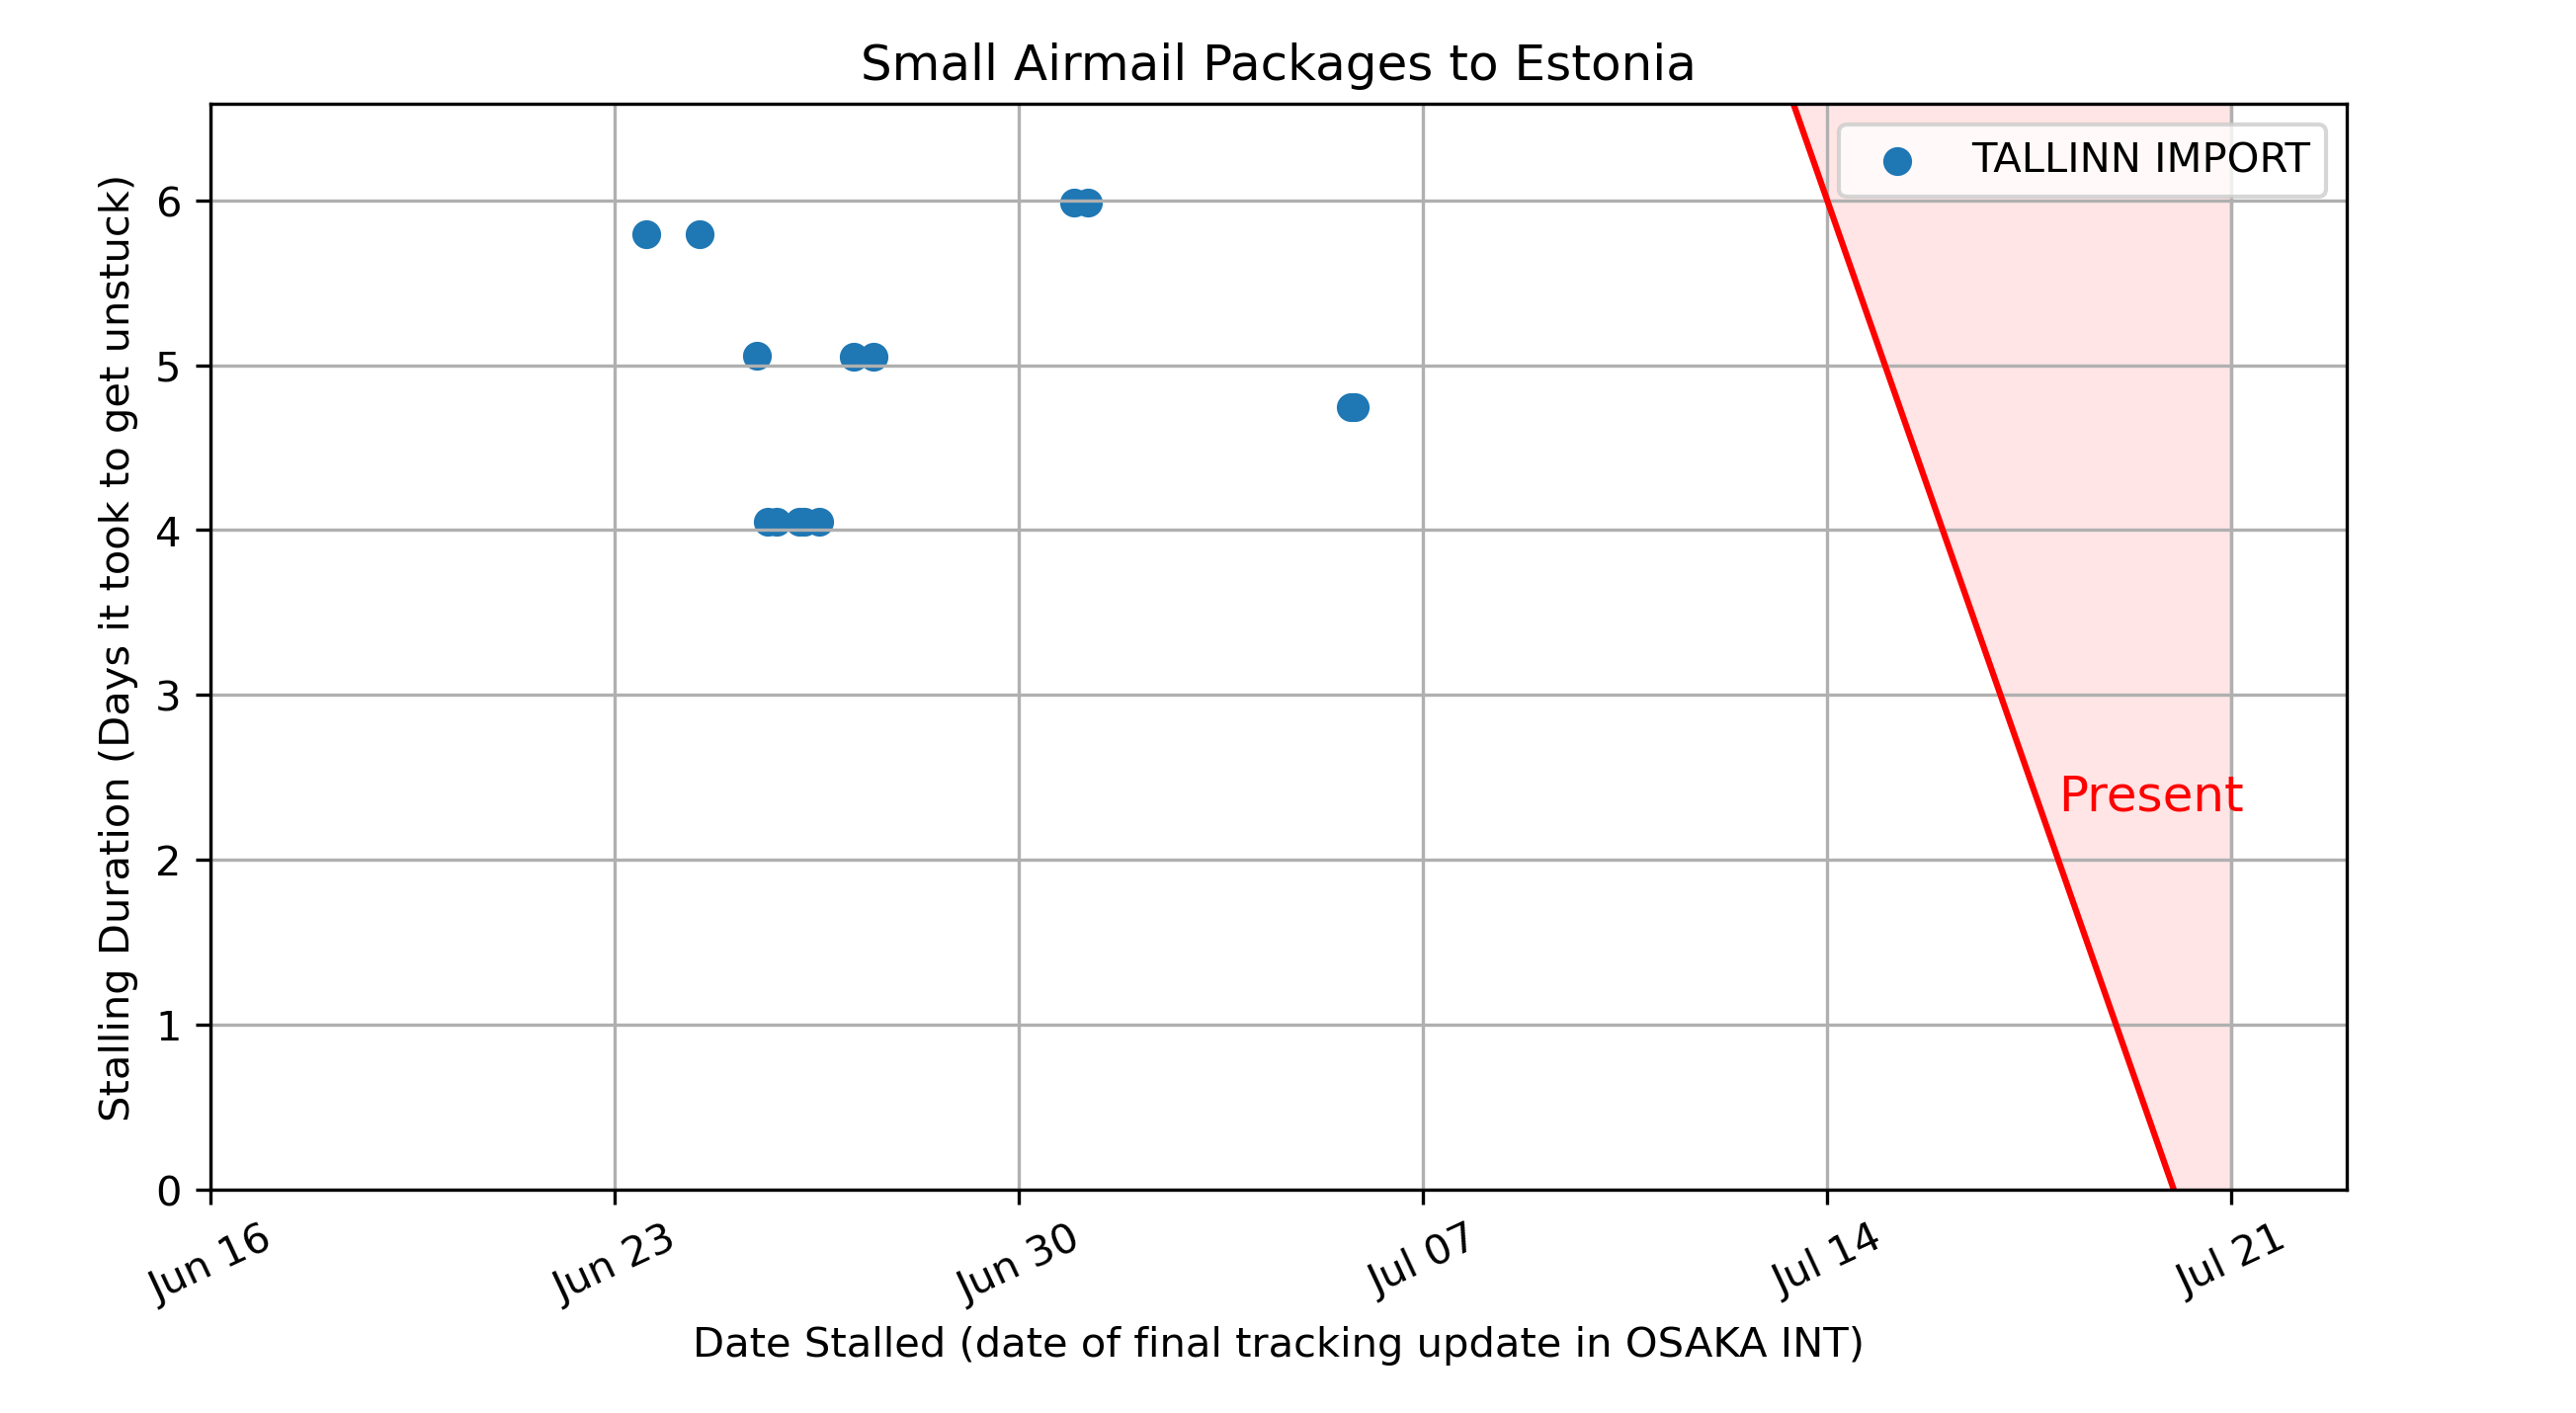 Small Airmail Packages to Estonia
TALLINN IMPORT
Stalling Duration (Days it took to get unstuck)
6
5
4
3
2
1
0
Present
Jun 16
Jun 23
Jun 30
Jul 07
Jul 14
Jul 21
Date Stalled (date of final tracking update in OSAKA INT)